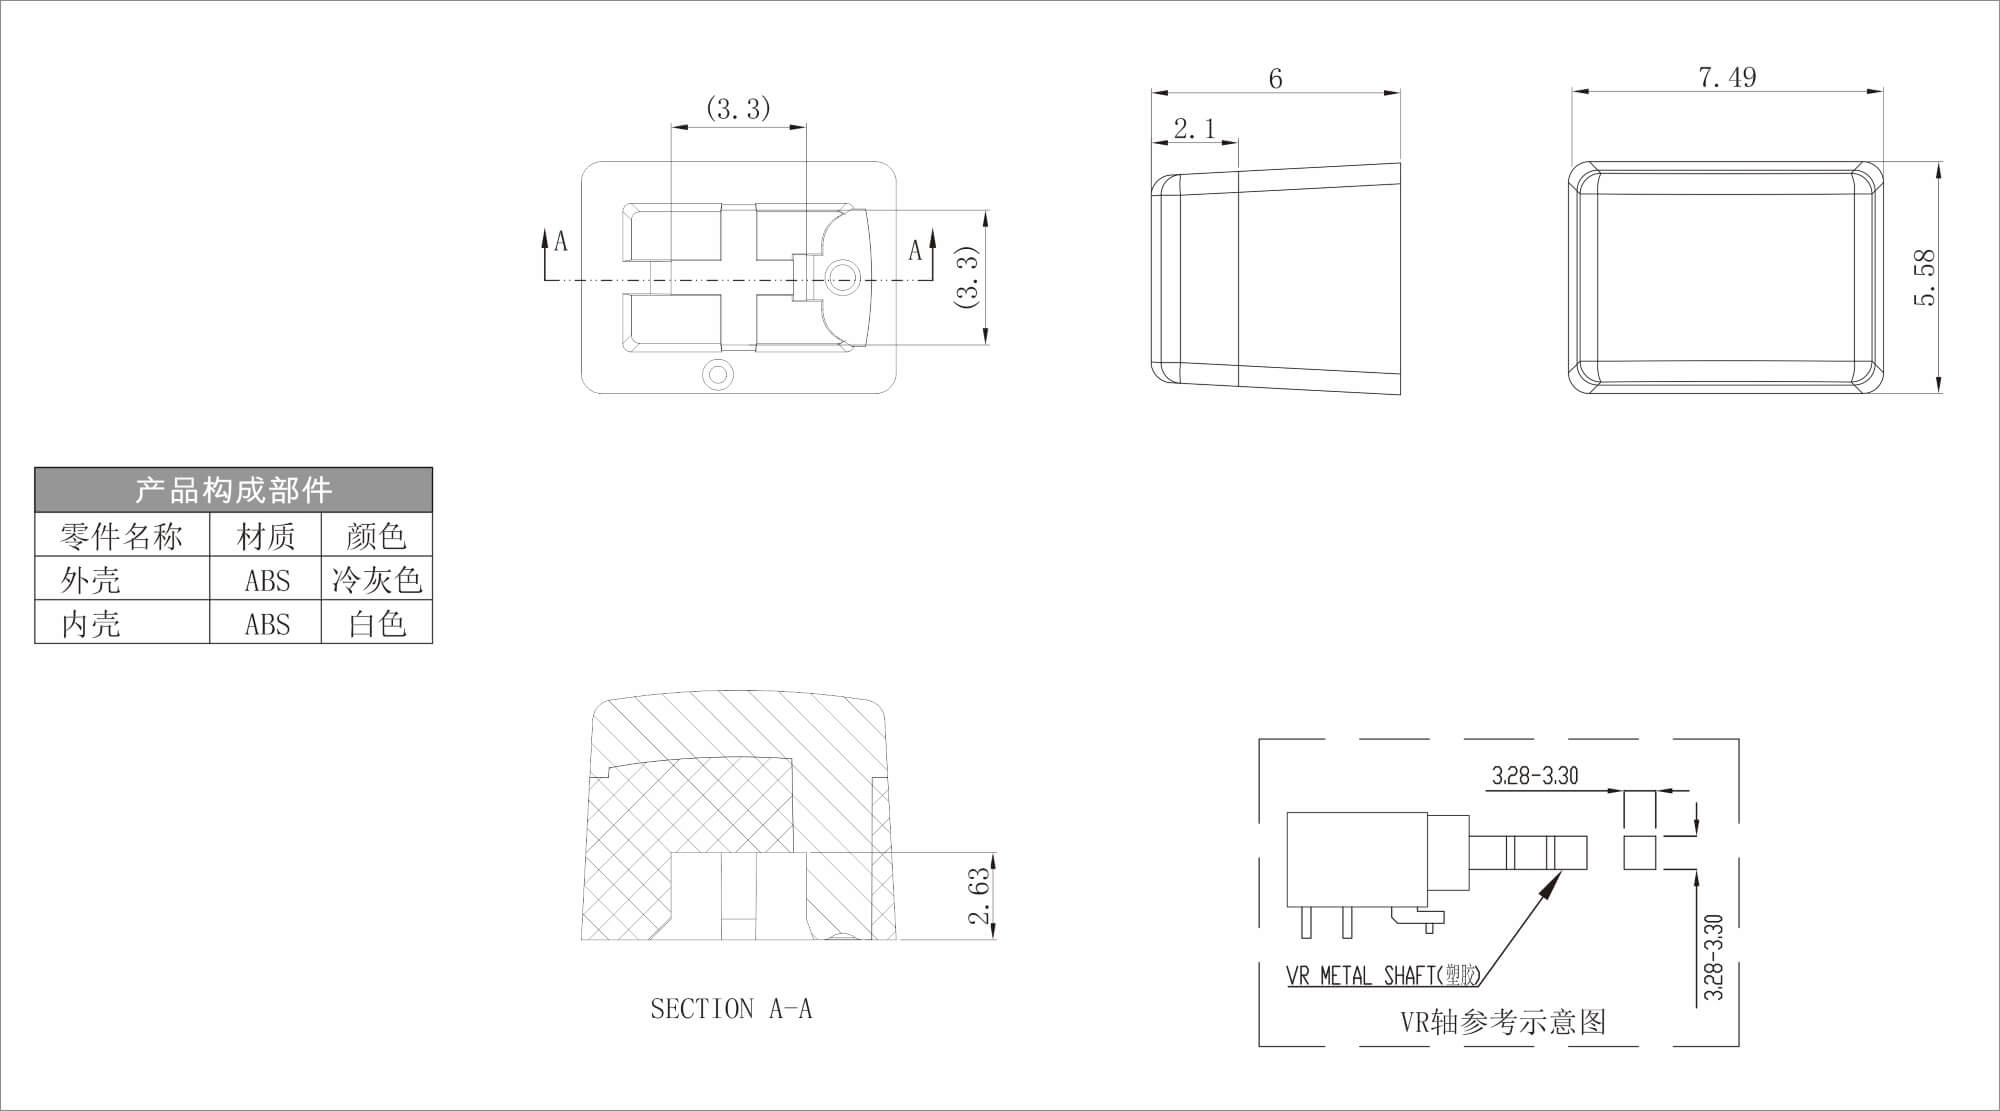 (3.3)
6
7.49
2.1
A
A
(3.3)
5.58
产品构成部件
零件名称 材质 颜色
外壳 ABS 冷灰色
内壳 ABS 白色
2.63
SECTION A-A
3.28-3.30
3.28-3.30
VR METAL SHAFT(塑胶)
VR轴参考示意图